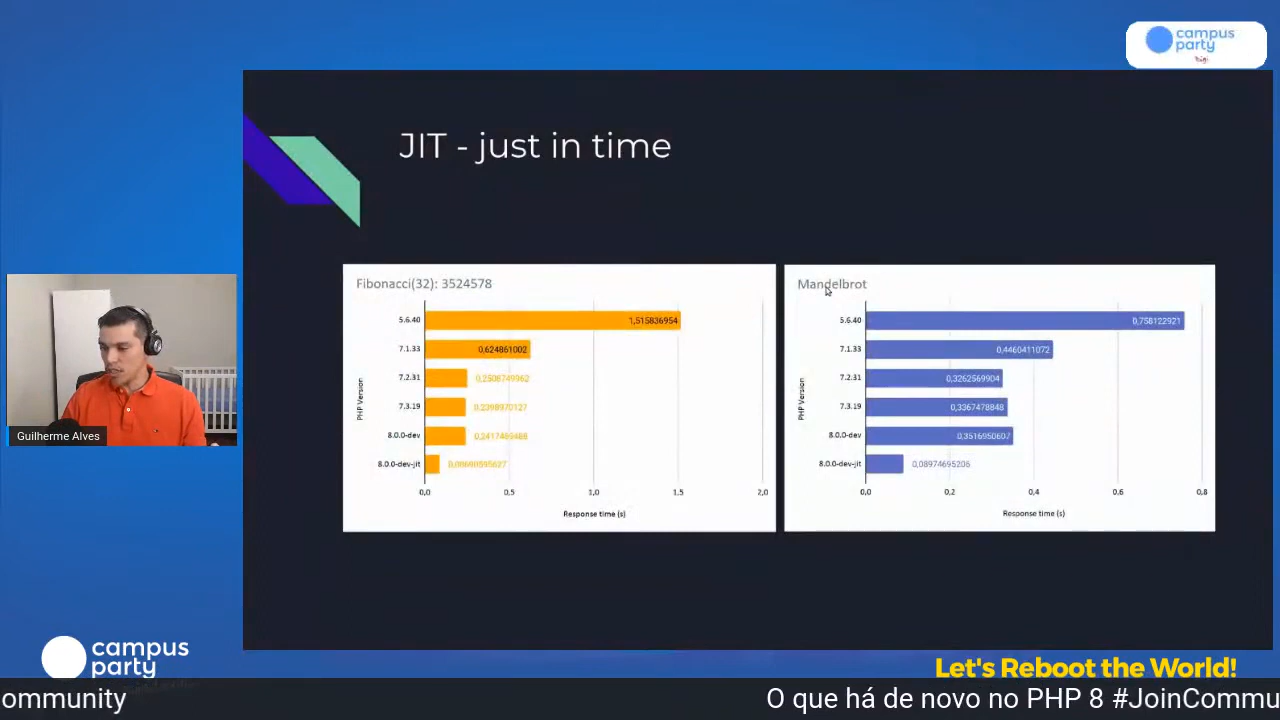 campus
party
JIT - just in time
Fibonacci(32): 3524578
PHP Version
5.6.40
1,515836954
7.1.33
0,624861002
7.2.31
0,2506749962
7.3.19
0,2398970127
8.0.0-dev
8.0.0-dev-jit
0,0 0,5 1,0 1,5 2,0
Response time (s)
Mandelbrot
PHP Version
5.6.40
0,758122921
7.1.33
0,4460411072
7.2.31
0,3262569904
7.3.19
0,3367478848
8.0.0-dev
0,3516950607
8.0.0-dev-jit
0,08974695206
0,0 0,2 0,4 0,6 0,8
Response time (s)
Guilherme Alves
campus
party
Let's Reboot the World!
ommunity
O que há de novo no PHP 8 #JoinCommu